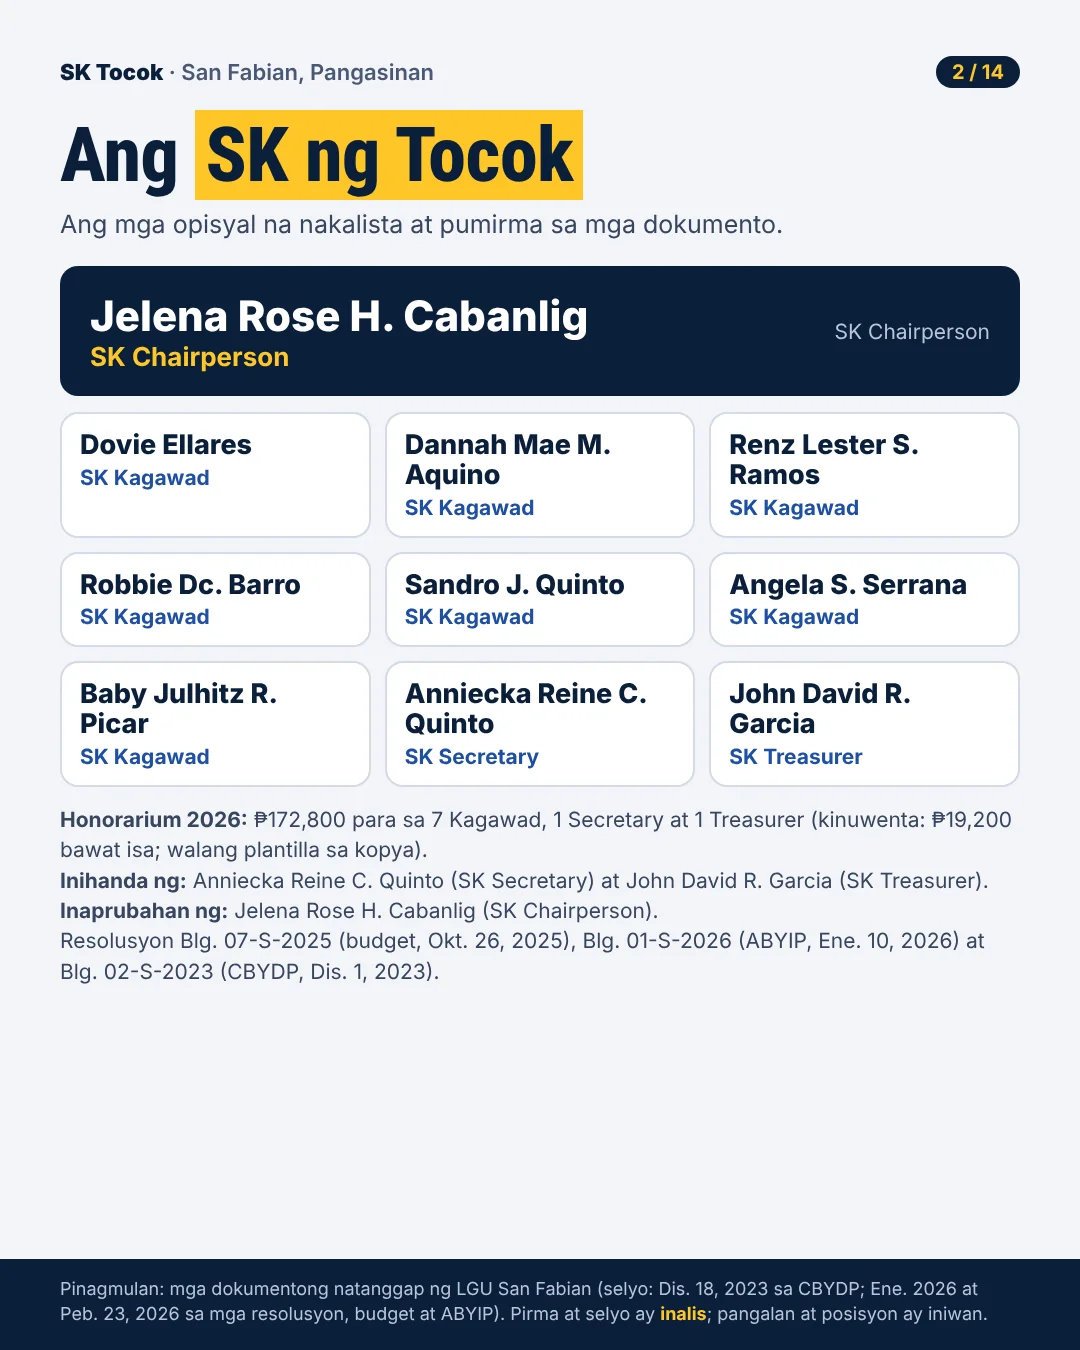 SK Tocok · San Fabian, Pangasinan
2 / 14
Ang SK ng Tocok
Ang mga opisyal na nakalista at pumirma sa mga dokumento.
Jelena Rose H. Cabanlig
SK Chairperson
SK Chairperson
Dovie Ellares
SK Kagawad
Dannah Mae M.
Aquino
SK Kagawad
Renz Lester S.
Ramos
SK Kagawad
Robbie Dc. Barro
SK Kagawad
Sandro J. Quinto
SK Kagawad
Angela S. Serrana
SK Kagawad
Baby Julhitz R.
Picar
SK Kagawad
Anniecka Reine C.
Quinto
SK Secretary
John David R.
Garcia
SK Treasurer
Honorarium 2026: ₱172,800 para sa 7 Kagawad, 1 Secretary at 1 Treasurer (kinuwenta: ₱19,200
bawat isa; walang plantilla sa kopya).
Inihanda ng: Anniecka Reine C. Quinto (SK Secretary) at John David R. Garcia (SK Treasurer).
Inaprubahan ng: Jelena Rose H. Cabanlig (SK Chairperson).
Resolusyon Blg. 07-S-2025 (budget, Okt. 26, 2025), Blg. 01-S-2026 (ABYIP, Ene. 10, 2026) at
Blg. 02-S-2023 (CBYDP, Dis. 1, 2023).
Pinagmulan: mga dokumentong natanggap ng LGU San Fabian (selyo: Dis. 18, 2023 sa CBYDP; Ene. 2026 at
Peb. 23, 2026 sa mga resolusyon, budget at ABYIP). Pirma at selyo ay inalis; pangalan at posisyon ay iniwan.